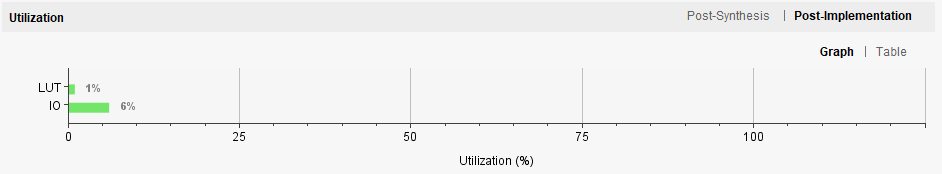 Utilization Post-Synthesis | Post-Implementation
Graph | Table
LUT 1%
IO 6%
0 25 50 75 100
Utilization (%)